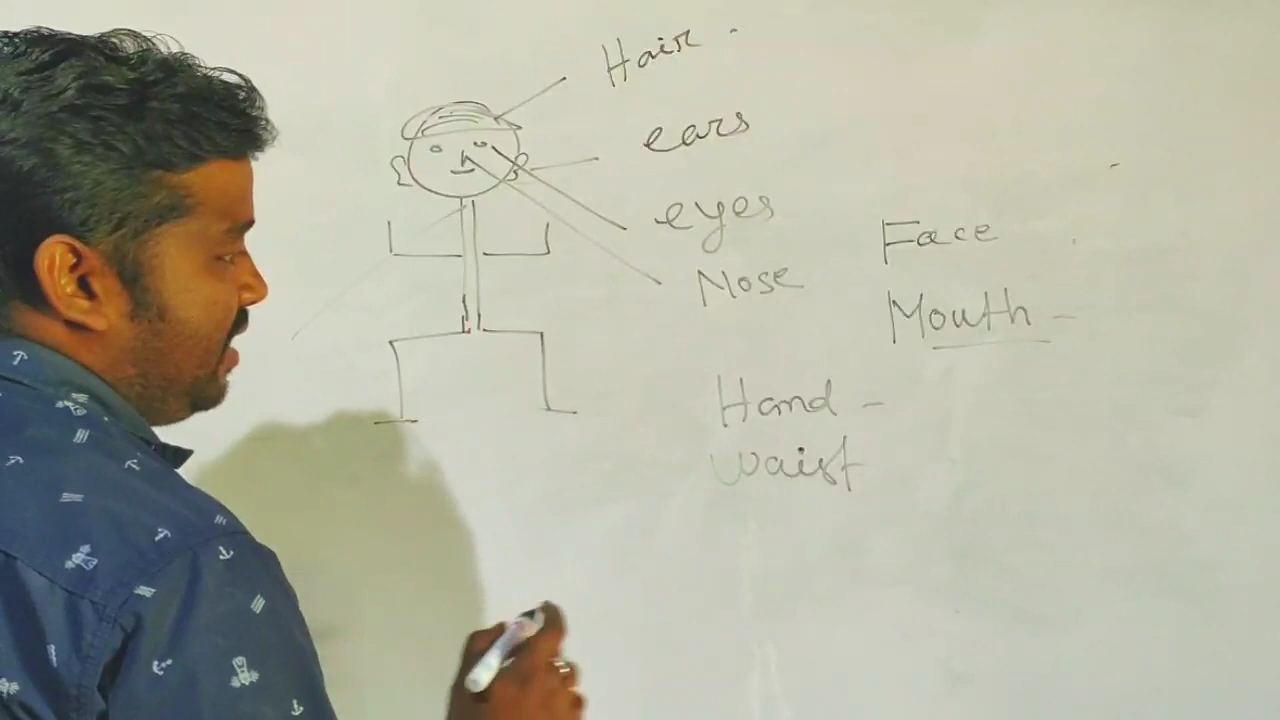 Hair.
ears
eyes
Nose
Face
Mouth -
Hand -
waist